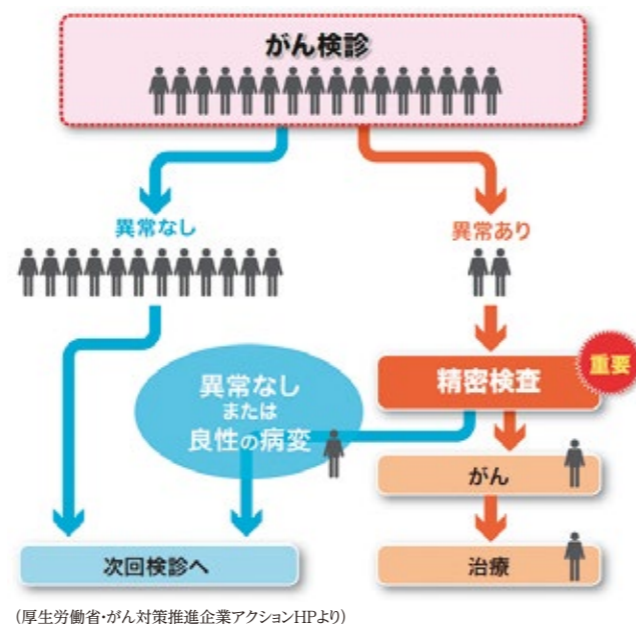 がん検診
異常なし
異常あり
精密検査
重要
異常なし
または
良性の病変
がん
次回検診へ
治療
(厚生労働省・がん対策推進企業アクションHPより)